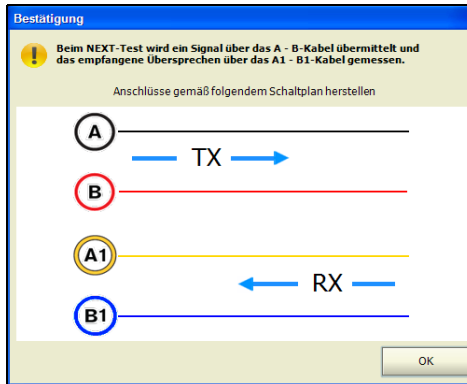 Bestätigung
Beim NEXT-Test wird ein Signal über das A - B-Kabel übermittelt und
das empfangene Übersprechen über das A1 - B1-Kabel gemessen.
Anschlüsse gemäß folgendem Schaltplan herstellen
A
TX
B
A1
RX
B1
OK